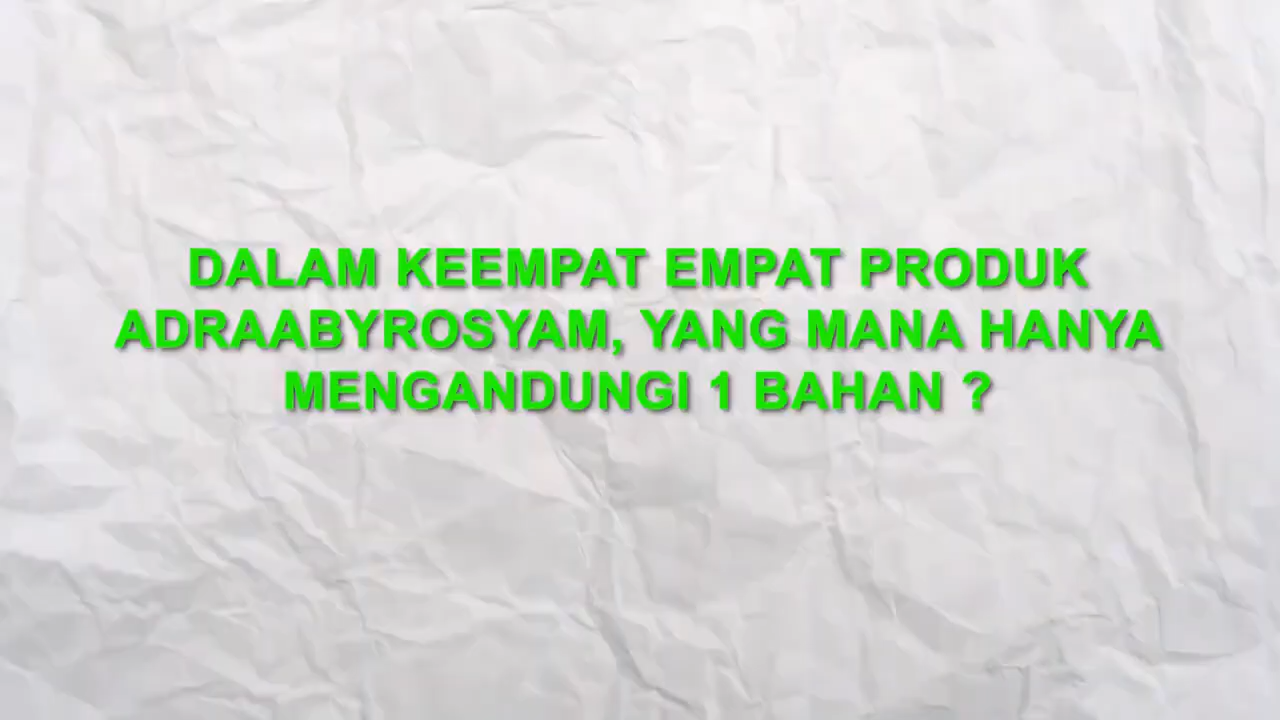 DALAM KEEMPAT EMPAT PRODUK
ADRAABYROSYAM, YANG MANA HANYA
MENGANDUNGI 1 BAHAN ?